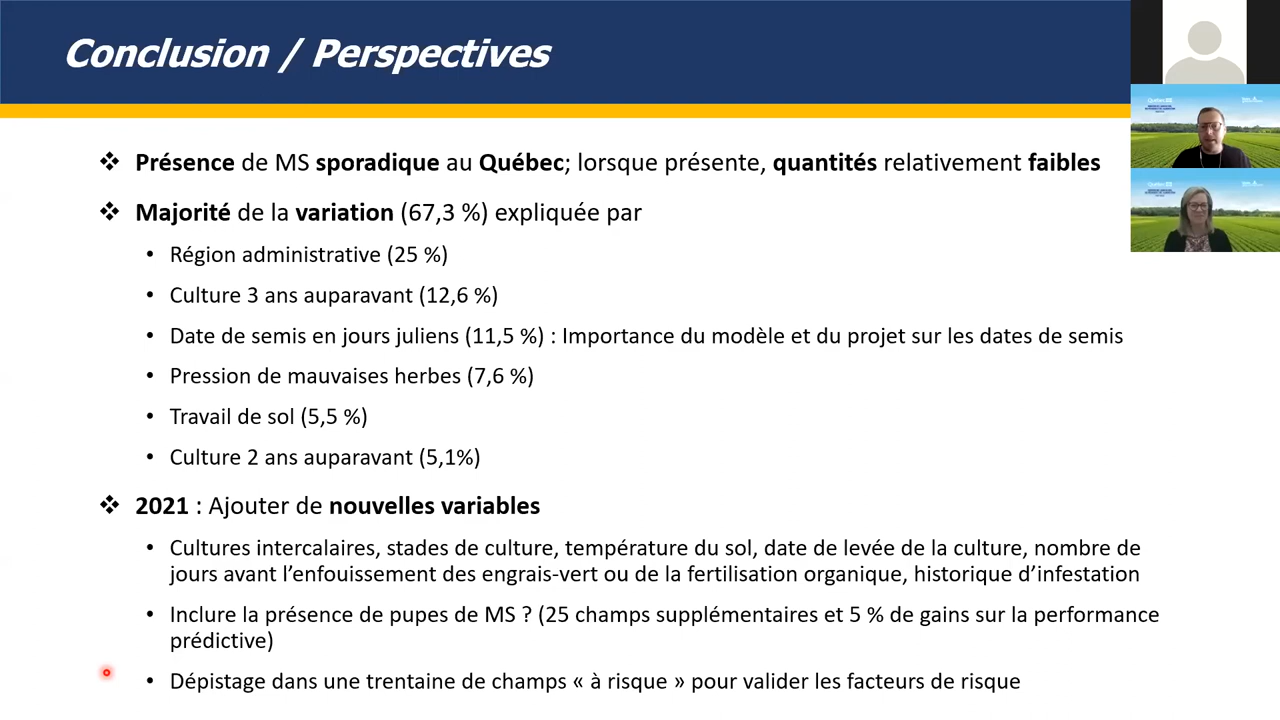 Conclusion / Perspectives
❖ Présence de MS sporadique au Québec; lorsque présente, quantités relativement faibles
❖ Majorité de la variation (67,3 %) expliquée par
• Région administrative (25 %)
• Culture 3 ans auparavant (12,6 %)
• Date de semis en jours juliens (11,5 %) : Importance du modèle et du projet sur les dates de semis
• Pression de mauvaises herbes (7,6 %)
• Travail de sol (5,5 %)
• Culture 2 ans auparavant (5,1%)
❖ 2021 : Ajouter de nouvelles variables
• Cultures intercalaires, stades de culture, température du sol, date de levée de la culture, nombre de
jours avant l’enfouissement des engrais-vert ou de la fertilisation organique, historique d’infestation
• Inclure la présence de pupes de MS ? (25 champs supplémentaires et 5 % de gains sur la performance
prédictive)
• Dépistage dans une trentaine de champs « à risque » pour valider les facteurs de risque
Québec